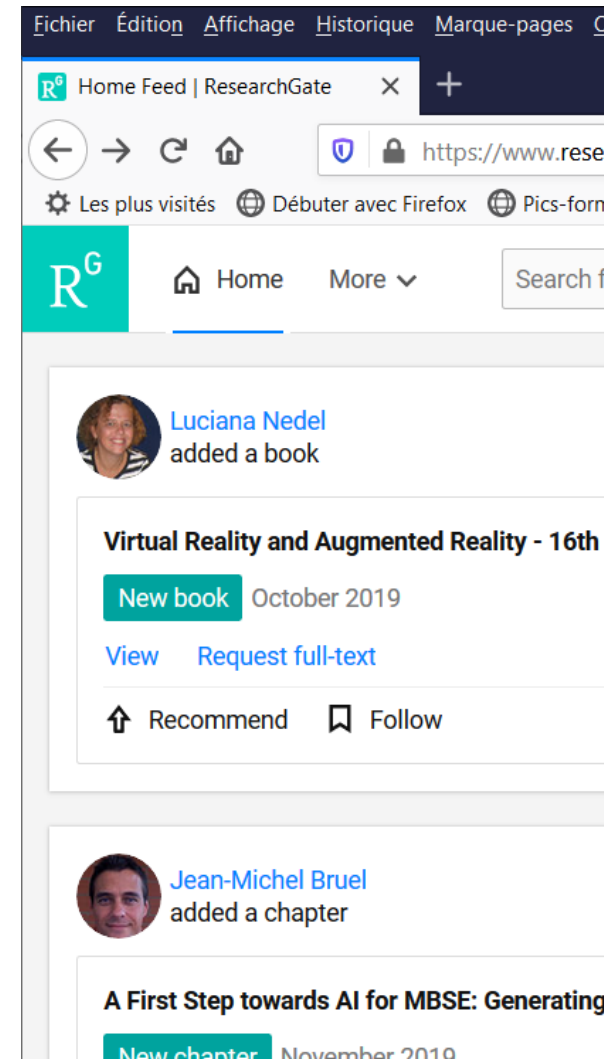 Fichier Édition Affichage Historique Marque-pages
Home Feed | ResearchGate
https://www.rese
Les plus visités Débuter avec Firefox Pics-for
RG Home More Search f
Luciana Nedel
added a book
Virtual Reality and Augmented Reality - 16th
New book October 2019
View Request full-text
Recommend Follow
Jean-Michel Bruel
added a chapter
A First Step towards AI for MBSE: Generating
New chapter November 2019